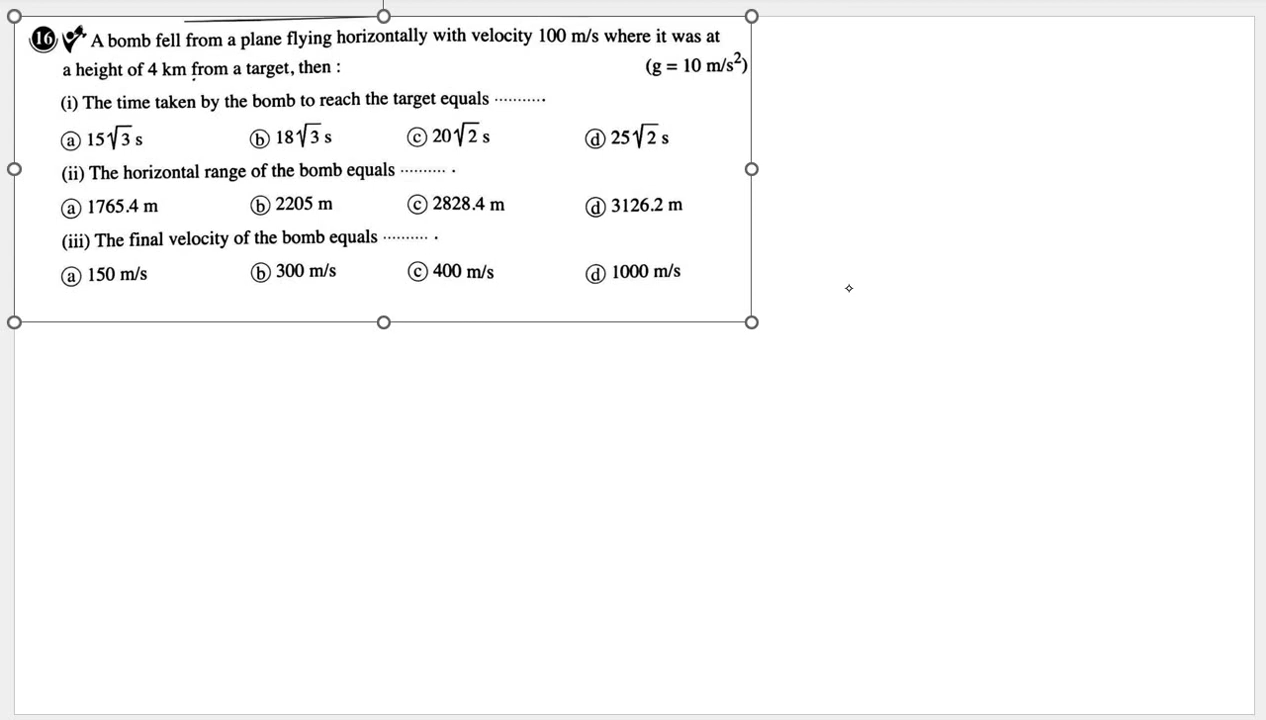 16 A bomb fell from a plane flying horizontally with velocity 100 m/s where it was at
a height of 4 km from a target, then : (g = 10 m/s²)
(i) The time taken by the bomb to reach the target equals ··········.
ⓐ 15√3 s ⓑ 18√3 s ⓒ 20√2 s ⓓ 25√2 s
(ii) The horizontal range of the bomb equals ·········· .
ⓐ 1765.4 m ⓑ 2205 m ⓒ 2828.4 m ⓓ 3126.2 m
(iii) The final velocity of the bomb equals ·········· .
ⓐ 150 m/s ⓑ 300 m/s ⓒ 400 m/s ⓓ 1000 m/s